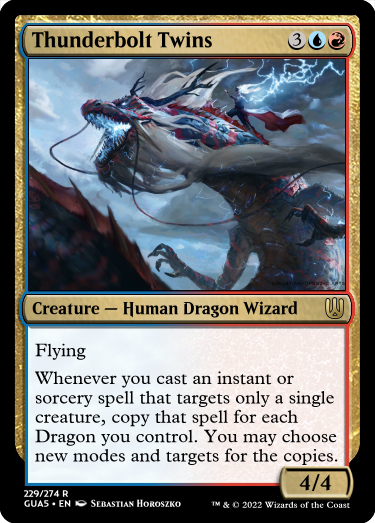 Thunderbolt Twins 3
Creature — Human Dragon Wizard
Flying
Whenever you cast an instant or
sorcery spell that targets only a single
creature, copy that spell for each
Dragon you control. You may choose
new modes and targets for the copies.
4/4
229/274 R
GUA5 • EN Sebastian Horoszko
™ & © 2022 Wizards of the Coast